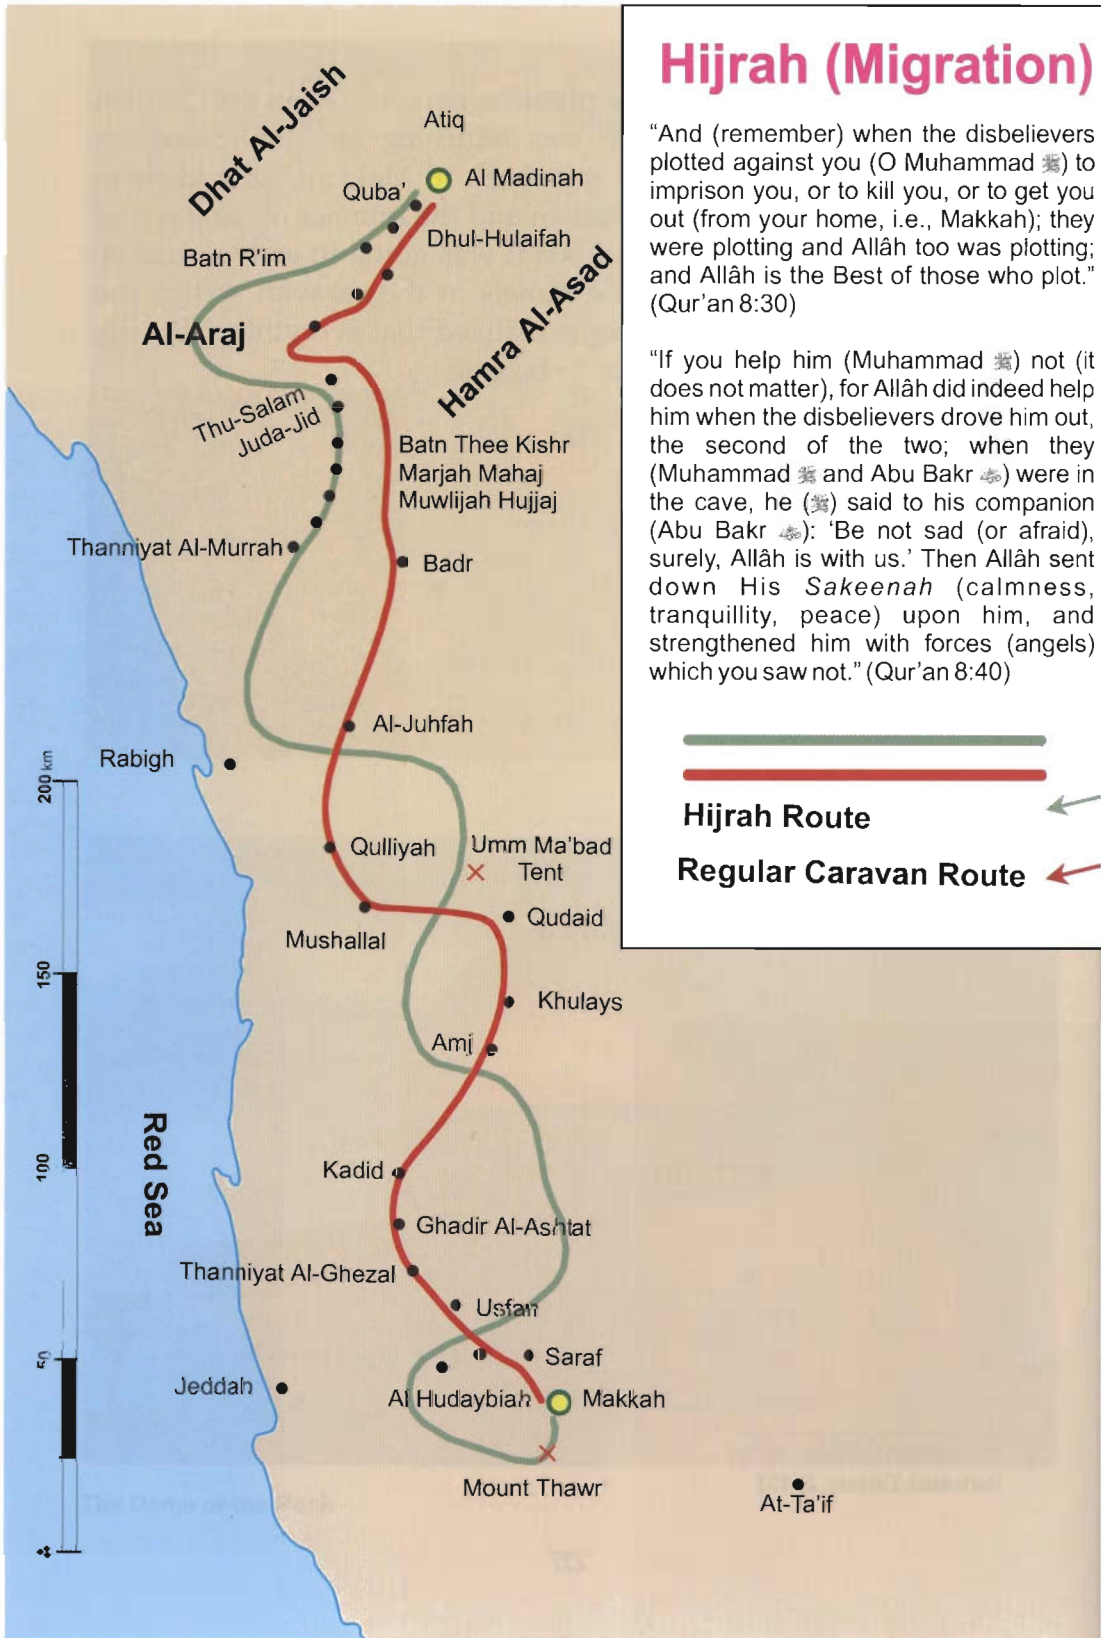 Hijrah (Migration)
“And (remember) when the disbelievers
plotted against you (O Muhammad ﷺ) to
imprison you, or to kill you, or to get you
out (from your home, i.e., Makkah); they
were plotting and Allâh too was plotting;
and Allâh is the Best of those who plot.”
(Qur’an 8:30)
“If you help him (Muhammad ﷺ) not (it
does not matter), for Allâh did indeed help
him when the disbelievers drove him out,
the second of the two; when they
(Muhammad ﷺ and Abu Bakr) were in
the cave, he (ﷺ) said to his companion
(Abu Bakr): ‘Be not sad (or afraid),
surely, Allâh is with us.’ Then Allâh sent
down His Sakeenah (calmness,
tranquillity, peace) upon him, and
strengthened him with forces (angels)
which you saw not.” (Qur’an 8:40)
Hijrah Route
Regular Caravan Route
Dhat Al-Jaish
Atiq
Al Madinah
Quba’
Dhul-Hulaifah
Batn R’im
Al-Araj
Hamra Al-Asad
Thu-Salam
Juda-Jid
Batn Thee Kishr
Marjah Mahaj
Muwlijah Hujjaj
Thanniyat Al-Murrah
Badr
Al-Juhfah
Rabigh
200 km
Qulliyah
Umm Ma’bad
Tent
Qudaid
Mushallal
150
Khulays
Amj
Red Sea
100
Kadid
Ghadir Al-Ashtat
Thanniyat Al-Ghezal
Usfan
50
Saraf
Jeddah
Al Hudaybiah
Makkah
Mount Thawr
At-Ta’if